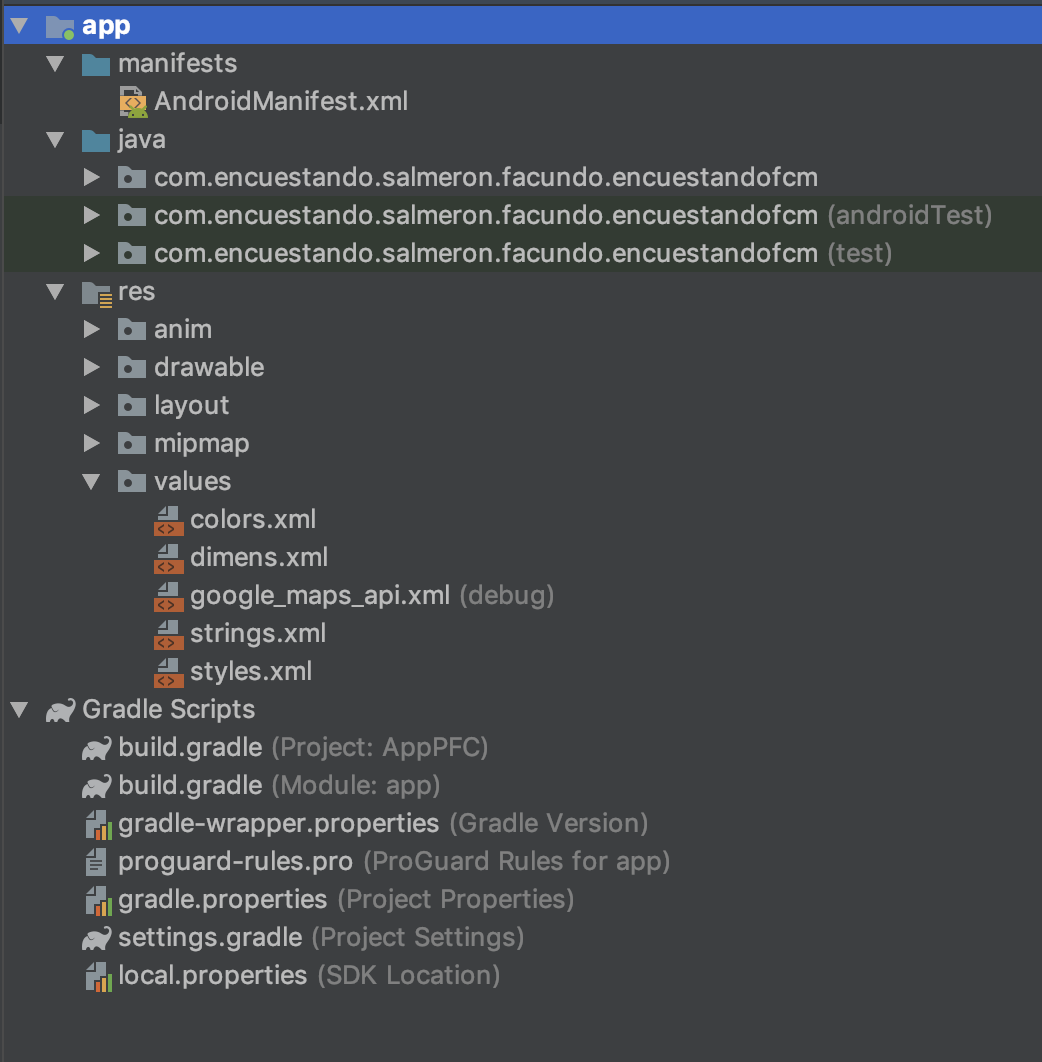 app
manifests
AndroidManifest.xml
java
com.encuestando.salmeron.facundo.encuestandofcm
com.encuestando.salmeron.facundo.encuestandofcm (androidTest)
com.encuestando.salmeron.facundo.encuestandofcm (test)
res
anim
drawable
layout
mipmap
values
colors.xml
dimens.xml
google_maps_api.xml (debug)
strings.xml
styles.xml
Gradle Scripts
build.gradle (Project: AppPFC)
build.gradle (Module: app)
gradle-wrapper.properties (Gradle Version)
proguard-rules.pro (ProGuard Rules for app)
gradle.properties (Project Properties)
settings.gradle (Project Settings)
local.properties (SDK Location)